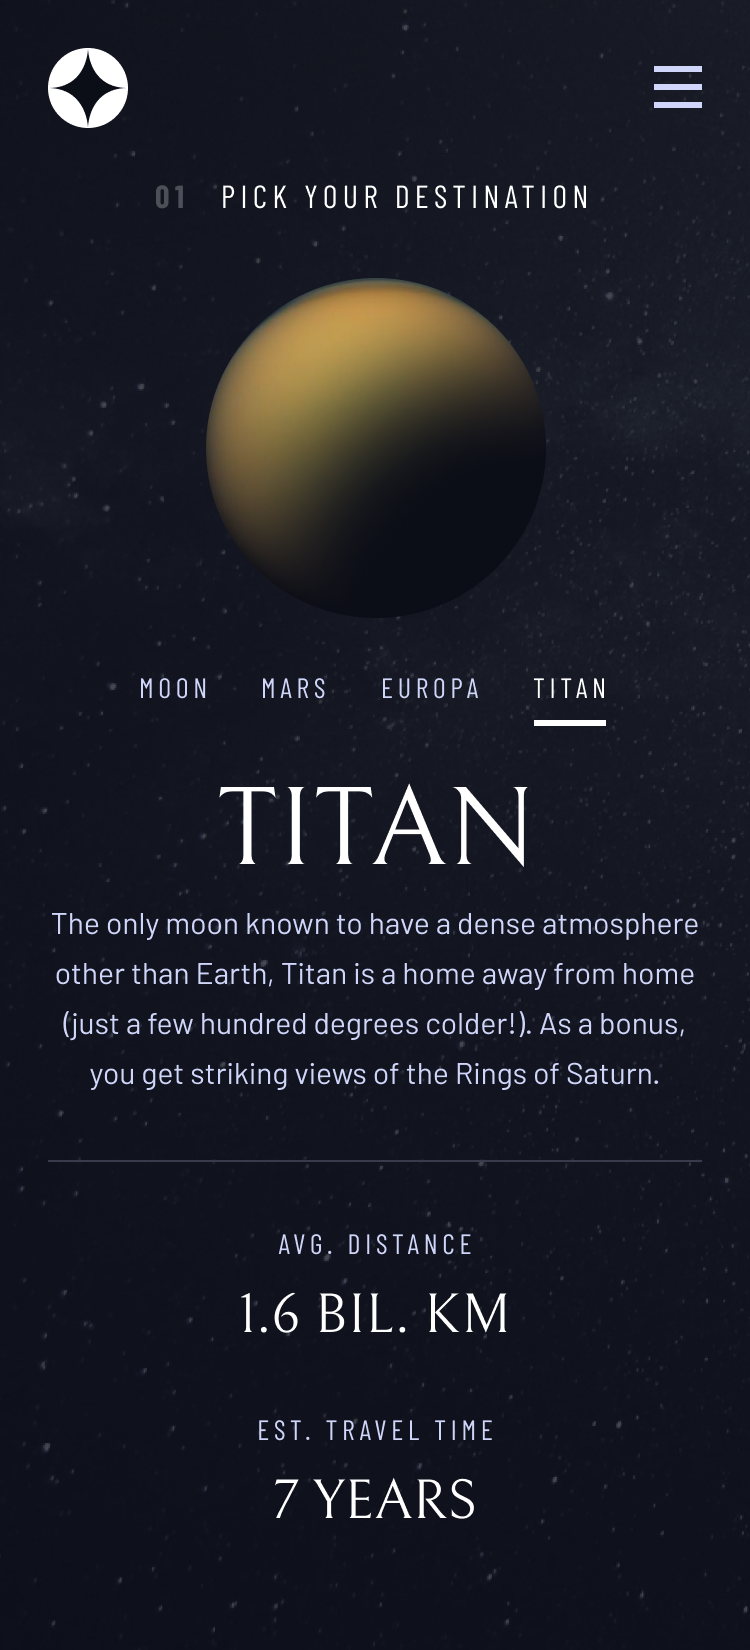 01 PICK YOUR DESTINATION
MOON MARS EUROPA TITAN
TITAN
The only moon known to have a dense atmosphere
other than Earth, Titan is a home away from home
(just a few hundred degrees colder!). As a bonus,
you get striking views of the Rings of Saturn.
AVG. DISTANCE
1.6 BIL. KM
EST. TRAVEL TIME
7 YEARS